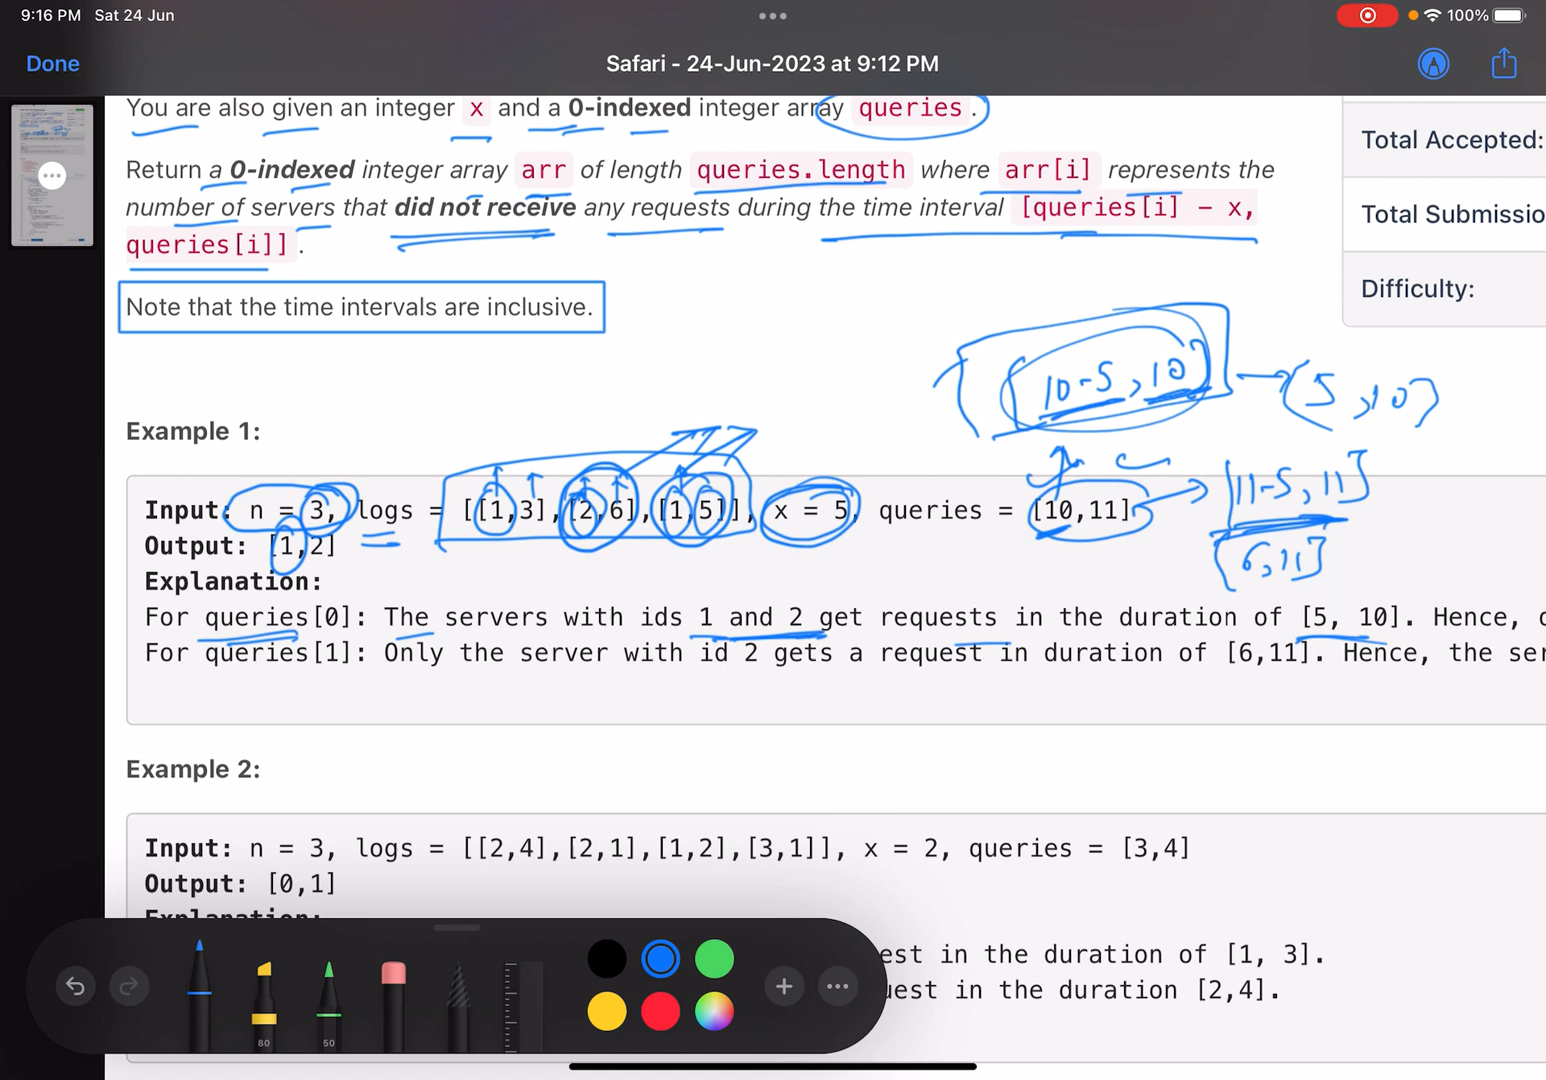 9:16 PM Sat 24 Jun
100%
Done
Safari - 24-Jun-2023 at 9:12 PM
You are also given an integer x and a 0-indexed integer array queries.
Return a 0-indexed integer array arr of length queries.length where arr[i] represents the
number of servers that did not receive any requests during the time interval [queries[i] - x,
queries[i]] .
Note that the time intervals are inclusive.
Total Accepted:
Total Submissio
Difficulty:
[10-5, 10] → [5, 10]
Example 1:
Input: n = 3, logs = [[1,3],[2,6],[1,5]], x = 5, queries = [10,11]
[11-5, 11]
Output: [1,2]
[6, 11]
Explanation:
For queries[0]: The servers with ids 1 and 2 get requests in the duration of [5, 10]. Hence,
For queries[1]: Only the server with id 2 gets a request in duration of [6,11]. Hence, the ser
Example 2:
Input: n = 3, logs = [[2,4],[2,1],[1,2],[3,1]], x = 2, queries = [3,4]
Output: [0,1]
Explanation:
est in the duration of [1, 3].
uest in the duration [2,4].
80
50